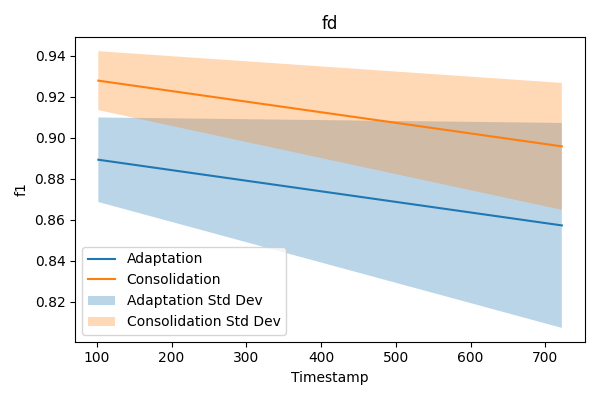 fd
f1
0.94
0.92
0.90
0.88
0.86
0.84
0.82
Adaptation
Consolidation
Adaptation Std Dev
Consolidation Std Dev
100 200 300 400 500 600 700
Timestamp